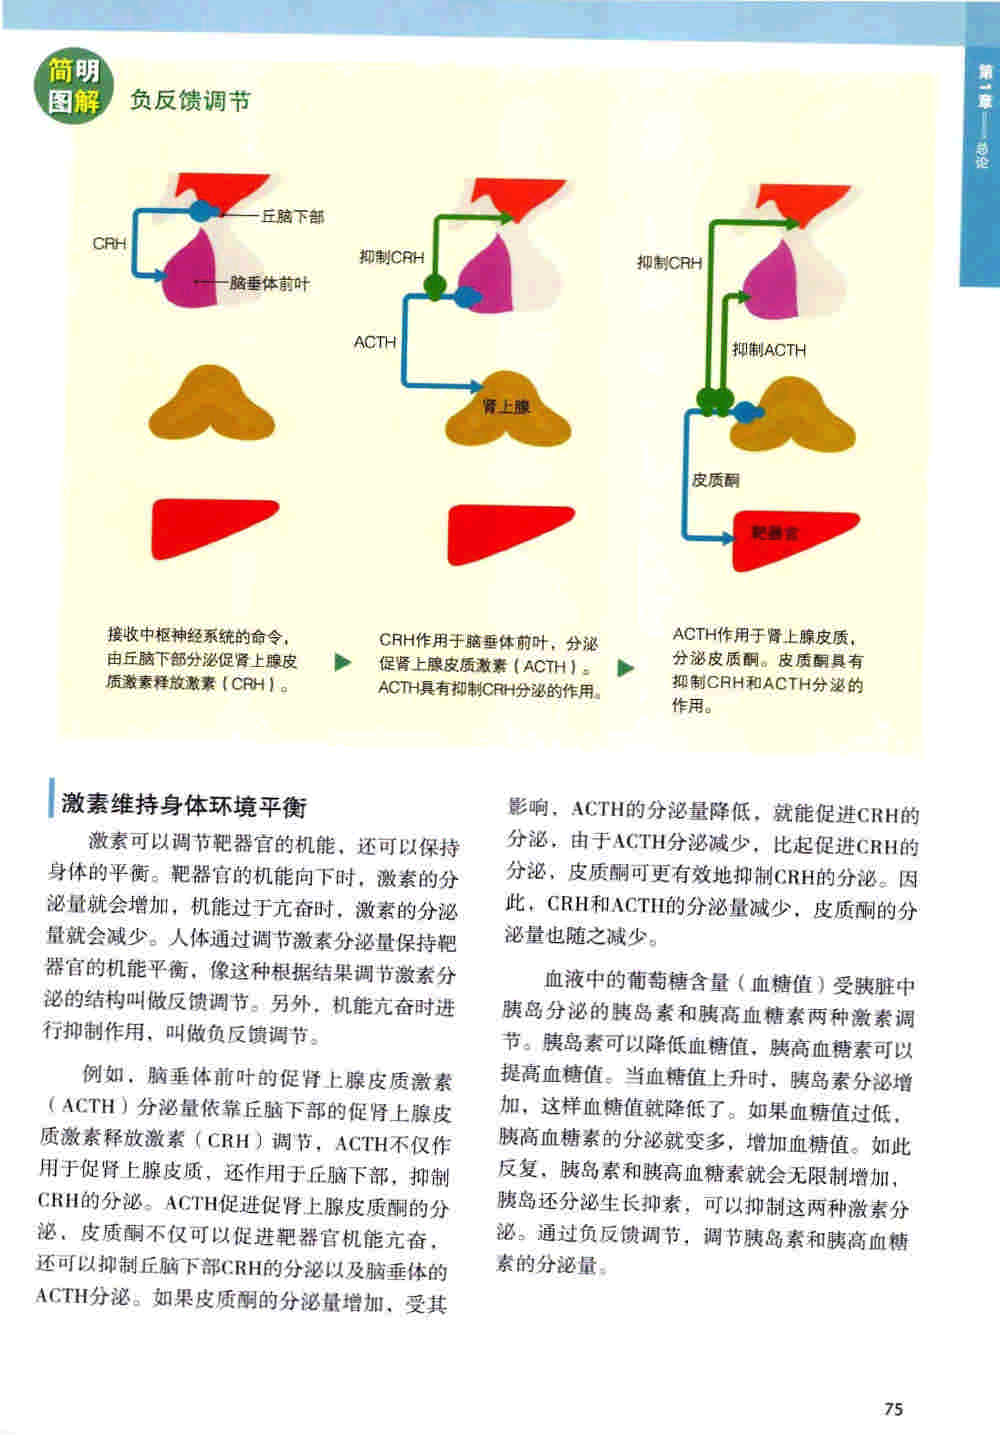 简明
图解
负反馈调节
第1章——总论
CRH
丘脑下部
脑垂体前叶
抑制CRH
ACTH
肾上腺
抑制CRH
抑制ACTH
皮质酮
靶器官
接收中枢神经系统的命令，
由丘脑下部分泌促肾上腺皮
质激素释放激素（CRH）。
CRH作用于脑垂体前叶，分泌
促肾上腺皮质激素（ACTH）。
ACTH具有抑制CRH分泌的作用。
ACTH作用于肾上腺皮质，
分泌皮质酮。皮质酮具有
抑制CRH和ACTH分泌的
作用。
激素维持身体环境平衡
激素可以调节靶器官的机能，还可以保持
身体的平衡。靶器官的机能向下时，激素的分
泌量就会增加，机能过于亢奋时，激素的分泌
量就会减少。人体通过调节激素分泌量保持靶
器官的机能平衡，像这种根据结果调节激素分
泌的结构叫做反馈调节。另外，机能亢奋时进
行抑制作用，叫做负反馈调节。
例如，脑垂体前叶的促肾上腺皮质激素
（ACTH）分泌量依靠丘脑下部的促肾上腺皮
质激素释放激素（CRH）调节，ACTH不仅作
用于促肾上腺皮质，还作用于丘脑下部，抑制
CRH的分泌。ACTH促进促肾上腺皮质酮的分
泌，皮质酮不仅可以促进靶器官机能亢奋，
还可以抑制丘脑下部CRH的分泌以及脑垂体的
ACTH分泌。如果皮质酮的分泌量增加，受其
影响，ACTH的分泌量降低，就能促进CRH的
分泌，由于ACTH分泌减少，比起促进CRH的
分泌，皮质酮可更有效地抑制CRH的分泌。因
此，CRH和ACTH的分泌量减少，皮质酮的分
泌量也随之减少。
血液中的葡萄糖含量（血糖值）受胰脏中
胰岛分泌的胰岛素和胰高血糖素两种激素调
节。胰岛素可以降低血糖值，胰高血糖素可以
提高血糖值。当血糖值上升时，胰岛素分泌增
加，这样血糖值就降低了。如果血糖值过低，
胰高血糖素的分泌就变多，增加血糖值。如此
反复，胰岛素和胰高血糖素就会无限制增加，
胰岛还分泌生长抑素，可以抑制这两种激素分
泌。通过负反馈调节，调节胰岛素和胰高血糖
素的分泌量。
75